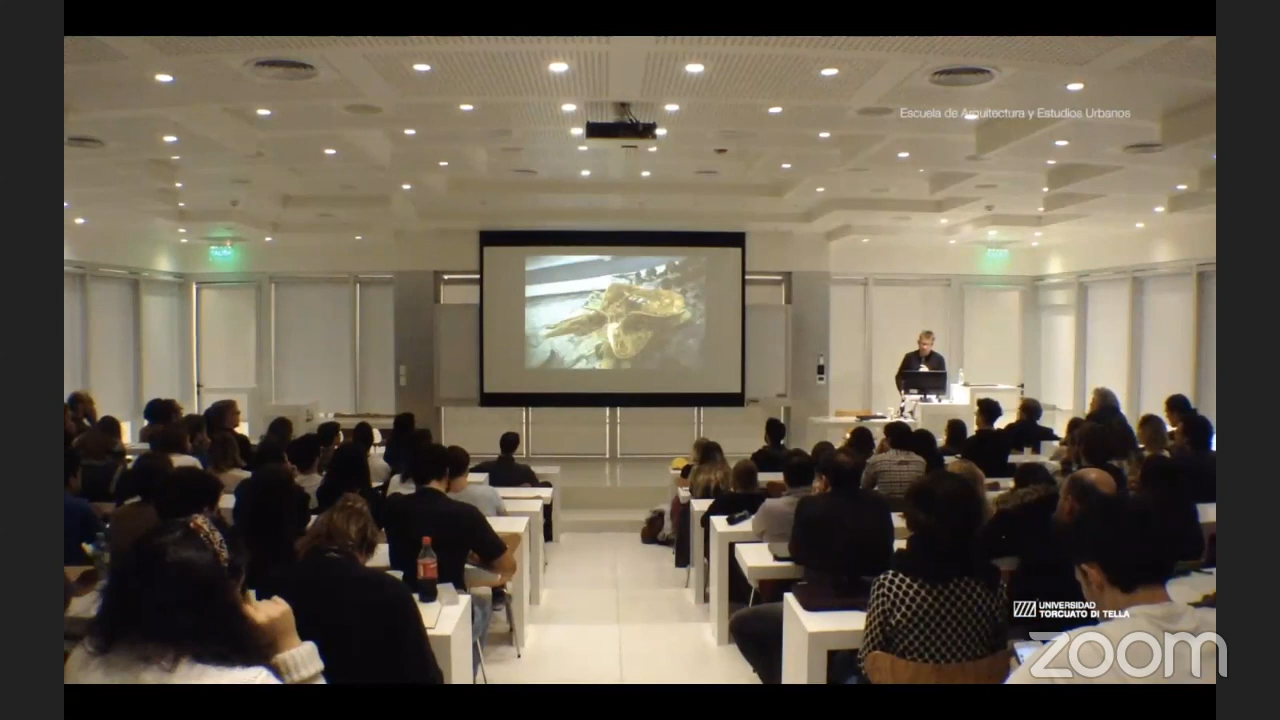 Escuela de Arquitectura y Estudios Urbanos
UNIVERSIDAD
TORCUATO DI TELLA
zoom